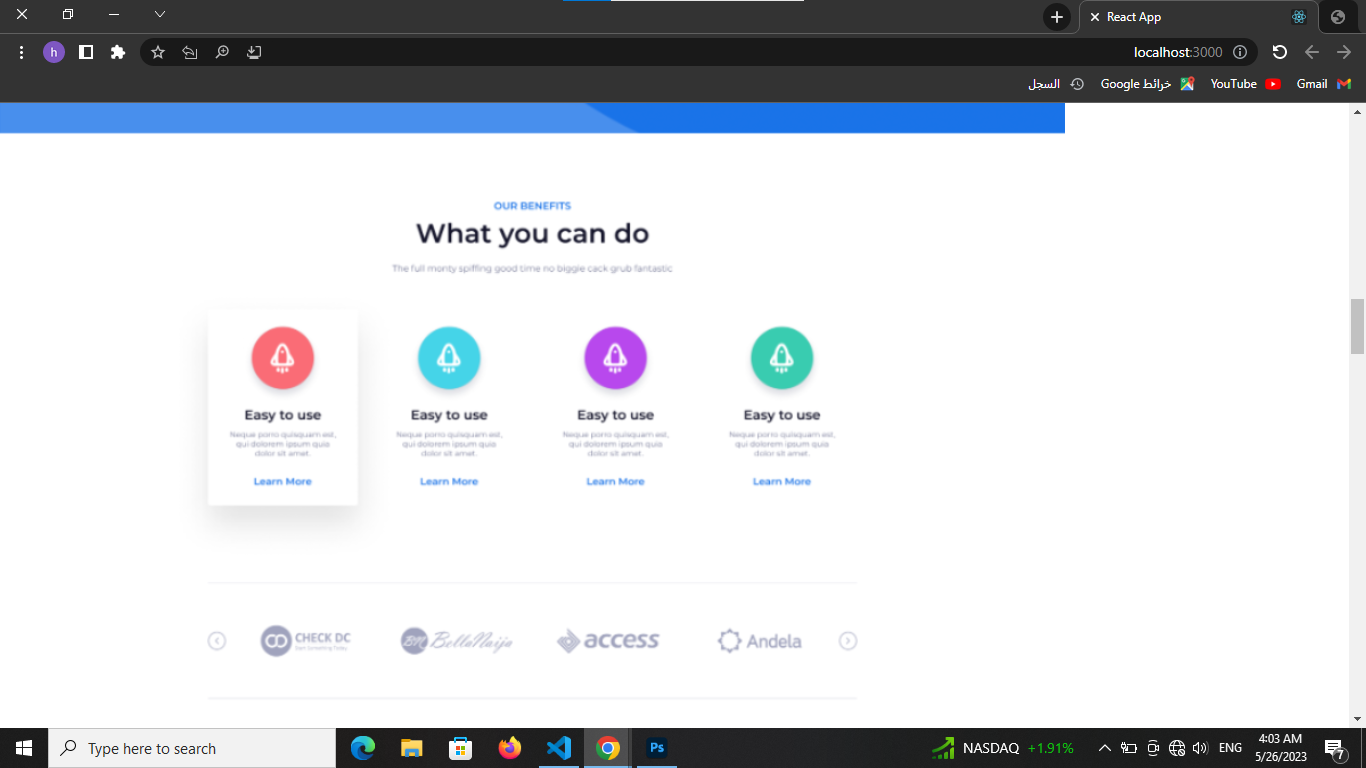 React App
h
localhost:3000
السجل
خرائط Google
YouTube
Gmail
OUR BENEFITS
What you can do
The full monty spiffing good time no biggie cack grub fantastic
Easy to use
Neque porro quisquam est,
qui dolorem ipsum quia
dolor sit amet.
Learn More
Easy to use
Neque porro quisquam est,
qui dolorem ipsum quia
dolor sit amet.
Learn More
Easy to use
Neque porro quisquam est,
qui dolorem ipsum quia
dolor sit amet.
Learn More
Easy to use
Neque porro quisquam est,
qui dolorem ipsum quia
dolor sit amet.
Learn More
CHECK DC
Start Something Today
BN BellaNaija
access
Andela
Type here to search
Ps
NASDAQ +1.91%
ENG
4:03 AM
5/26/2023
7